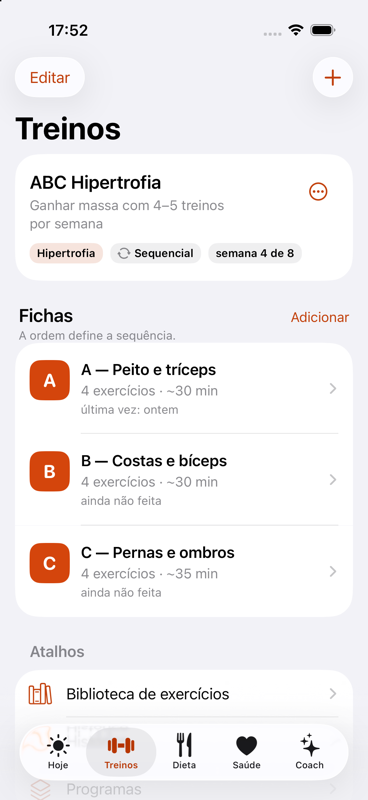 17:52
Editar
Treinos
ABC Hipertrofia
Ganhar massa com 4–5 treinos
por semana
Hipertrofia
Sequencial
semana 4 de 8
Fichas
Adicionar
A ordem define a sequência.
A
A — Peito e tríceps
4 exercícios · ~30 min
última vez: ontem
B
B — Costas e bíceps
4 exercícios · ~30 min
ainda não feita
C
C — Pernas e ombros
4 exercícios · ~35 min
ainda não feita
Atalhos
Biblioteca de exercícios
Hoje
Treinos
Dieta
Saúde
Coach
Programas